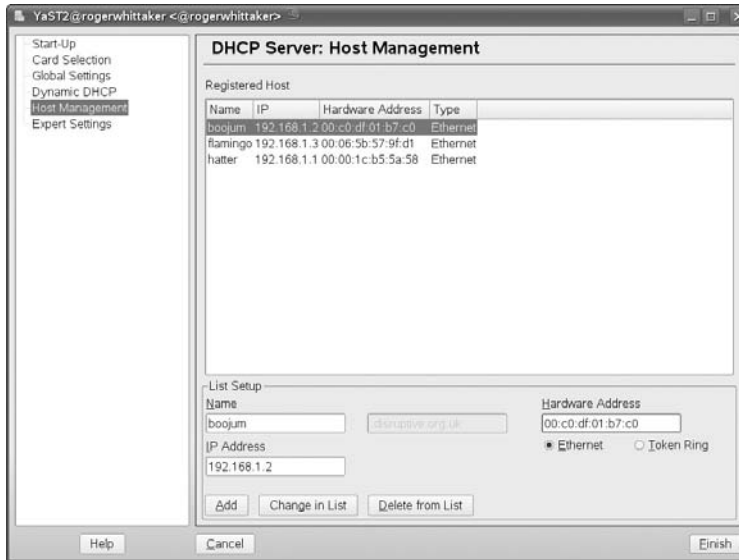 YaST2@rogerwhittaker <@rogerwhittaker>
Start-Up
Card Selection
Global Settings
Dynamic DHCP
Host Management
Expert Settings
DHCP Server: Host Management
Registered Host
Name IP Hardware Address Type
boojum 192.168.1.2 00:c0:df:01:b7:c0 Ethernet
flamingo 192.168.1.3 00:06:5b:57:9f:d1 Ethernet
hatter 192.168.1.1 00:00:1c:b5:5a:58 Ethernet
List Setup
Name
Hardware Address
boojum disruptive.org.uk 00:c0:df:01:b7:c0
IP Address
Ethernet Token Ring
192.168.1.2
Add Change in List Delete from List
Help Cancel Finish